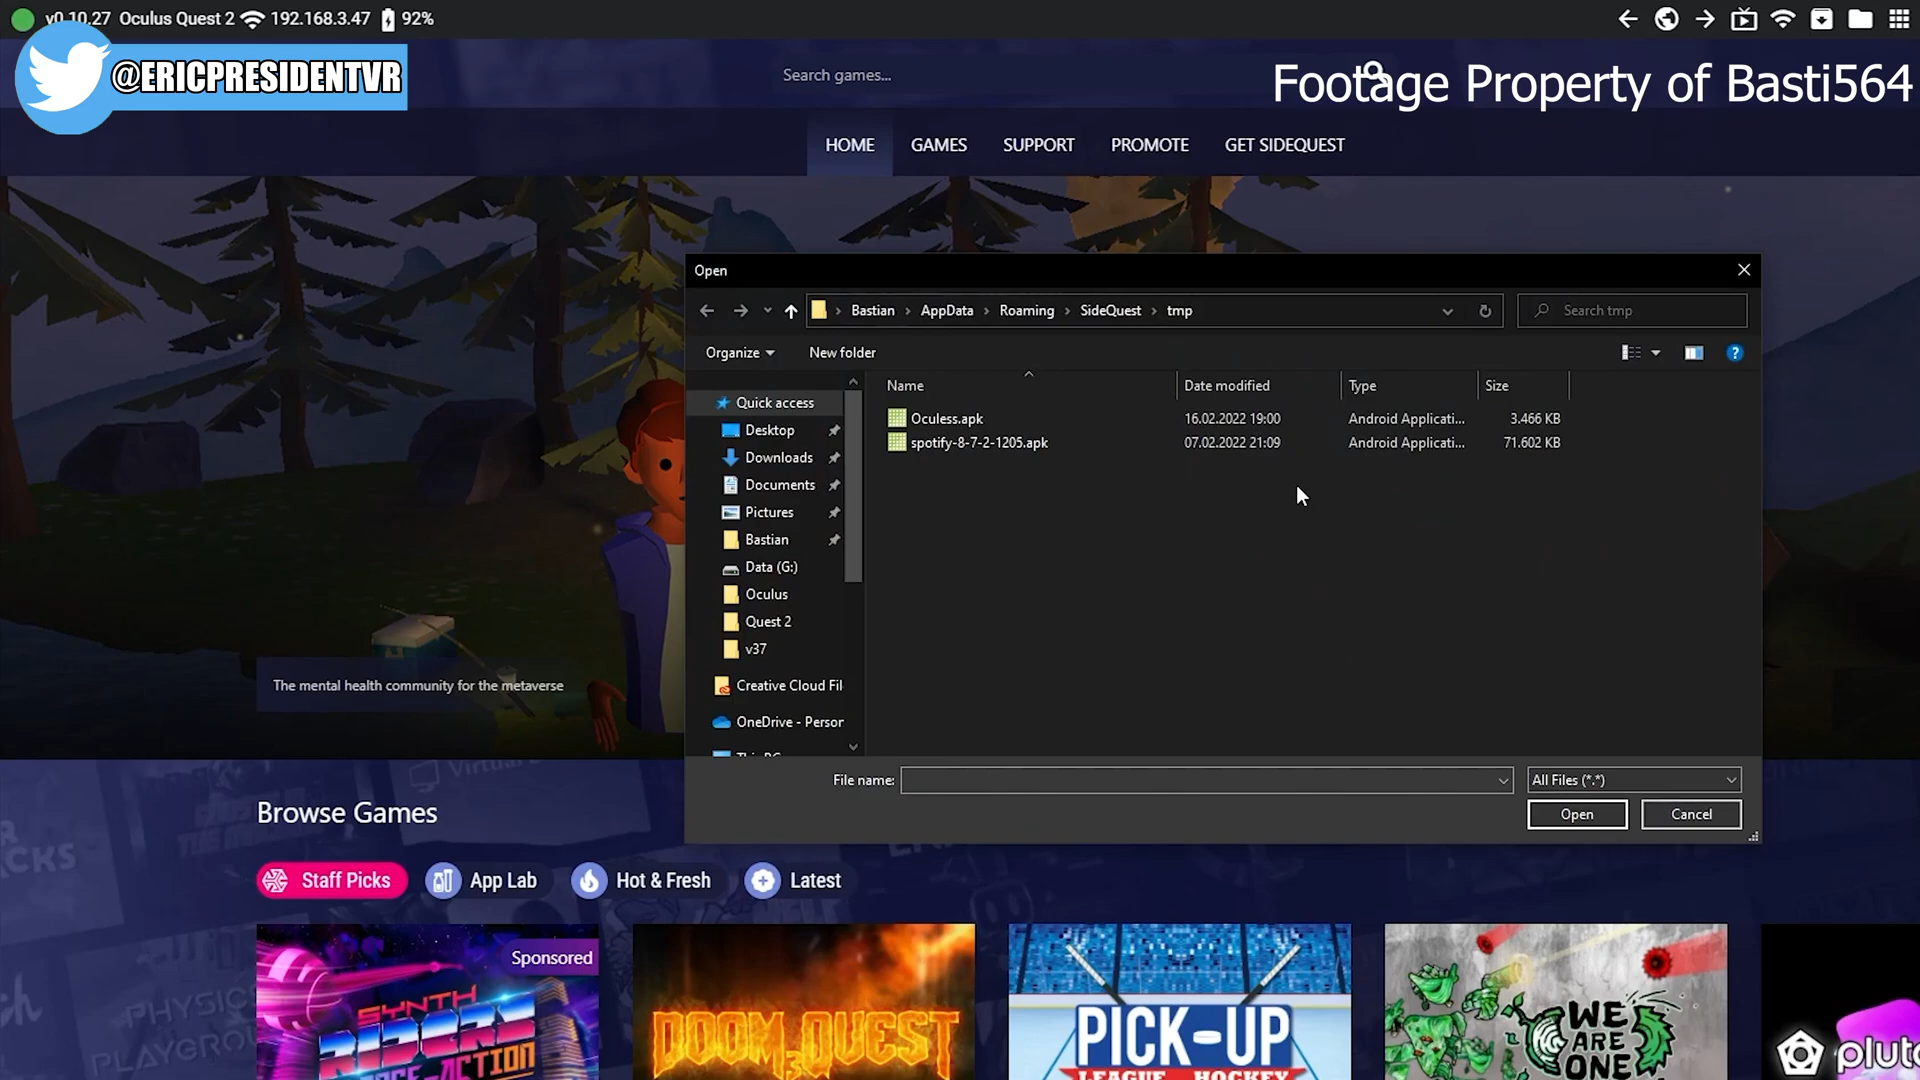 v0.10.27 Oculus Quest 2 192.168.3.47 92%
@ERICPRESIDENTVR
Search games...
Footage Property of Basti564
HOME GAMES SUPPORT PROMOTE GET SIDEQUEST
Open
Bastian > AppData > Roaming > SideQuest > tmp
Search tmp
Organize New folder
Name Date modified Type Size
Quick access
Desktop
Downloads
Documents
Pictures
Bastian
Data (G:)
Oculus
Quest 2
v37
Creative Cloud Fil
OneDrive - Person
Oculess.apk 16.02.2022 19:00 Android Applicati... 3.466 KB
spotify-8-7-2-1205.apk 07.02.2022 21:09 Android Applicati... 71.602 KB
File name: All Files (*.*)
Open Cancel
The mental health community for the metaverse
Browse Games
Staff Picks App Lab Hot & Fresh Latest
Sponsored
SYNTH
RIDERS
DOOM3QUEST
PICK-UP
LEAGUE HOCKEY
WE
ARE
ONE
pluto